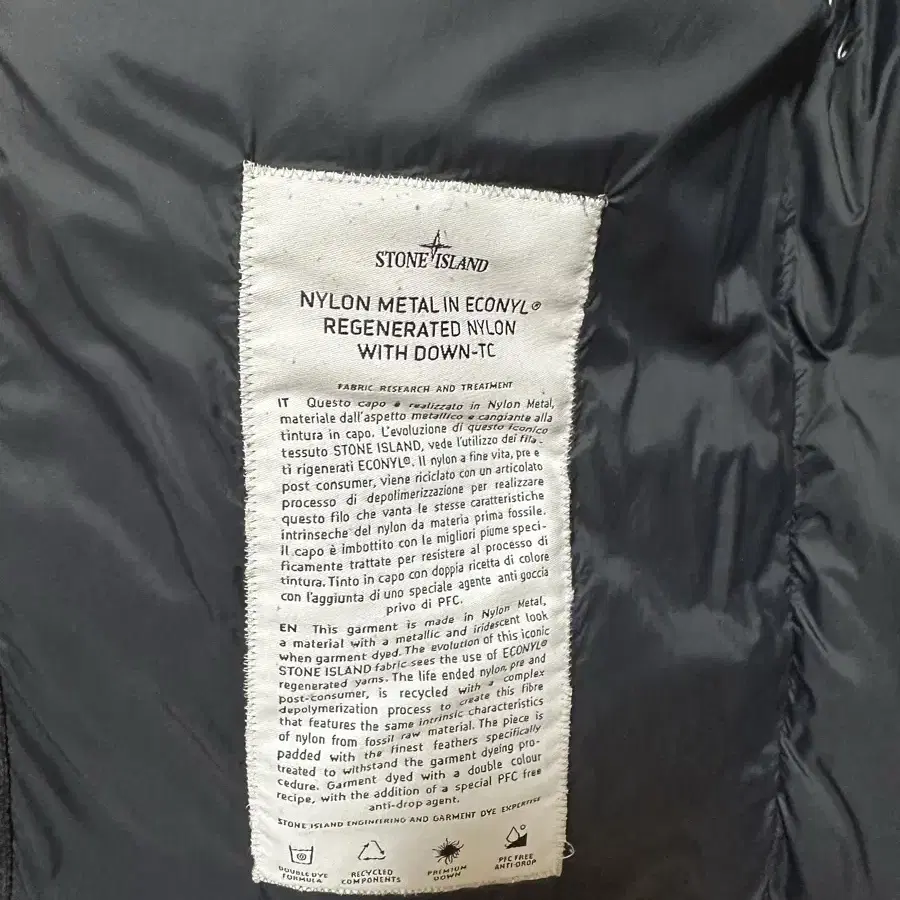 STONE ISLAND
NYLON METAL IN ECONYL®
REGENERATED NYLON
WITH DOWN-TC
FABRIC RESEARCH AND TREATMENT
IT Questo capo è realizzato in Nylon Metal,
materiale dall'aspetto metallico e cangiante alla
tintura in capo. L'evoluzione di questo iconico
tessuto STONE ISLAND, vede l'utilizzo dei fila-
ti rigenerati ECONYL®. Il nylon a fine vita, pre e
post consumer, viene riciclato con un articolato
processo di depolimerizzazione per realizzare
questo filo che vanta le stesse caratteristiche
intrinseche del nylon da materia prima fossile.
Il capo è imbottito con le migliori piume speci-
ficamente trattate per resistere al processo di
tintura. Tinto in capo con doppia ricetta di colore
con l'aggiunta di uno speciale agente anti goccia
privo di PFC.
EN This garment is made in Nylon Metal,
a material with a metallic and iridescent look
when garment dyed. The evolution of this iconic
STONE ISLAND fabric sees the use of ECONYL®
regenerated yarns. The life ended nylon, pre and
post-consumer, is recycled with a complex
depolymerization process to create this fibre
that features the same intrinsic characteristics
of nylon from fossil raw material. The piece is
padded with the finest feathers specifically
treated to withstand the garment dyeing pro-
cedure. Garment dyed with a double colour
recipe, with the addition of a special PFC free
anti-drop agent.
STONE ISLAND ENGINEERING AND GARMENT DYE EXPERTISE
DOUBLE DYE
FORMULA
RECYCLED
COMPONENTS
PREMIUM
DOWN
PFC FREE
ANTI-DROP